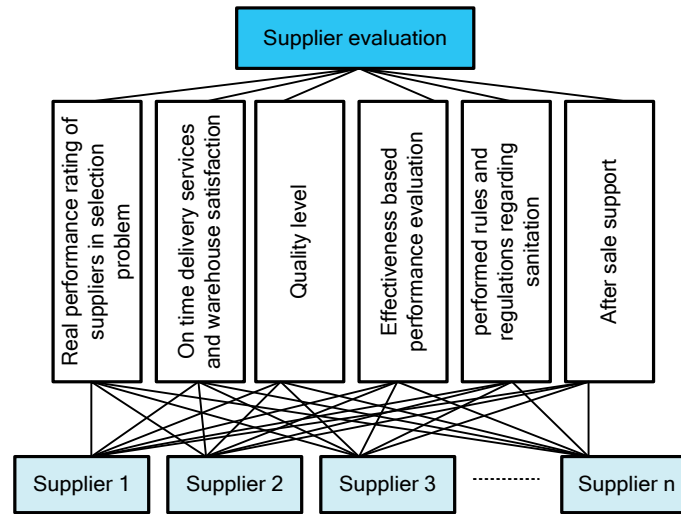 Supplier evaluation
Real performance rating of
suppliers in selection
problem
On time delivery services
and warehouse satisfaction
Quality level
Effectiveness based
performance evaluation
performed rules and
regulations regarding
sanitation
After sale support
Supplier 1
Supplier 2
Supplier 3
Supplier n